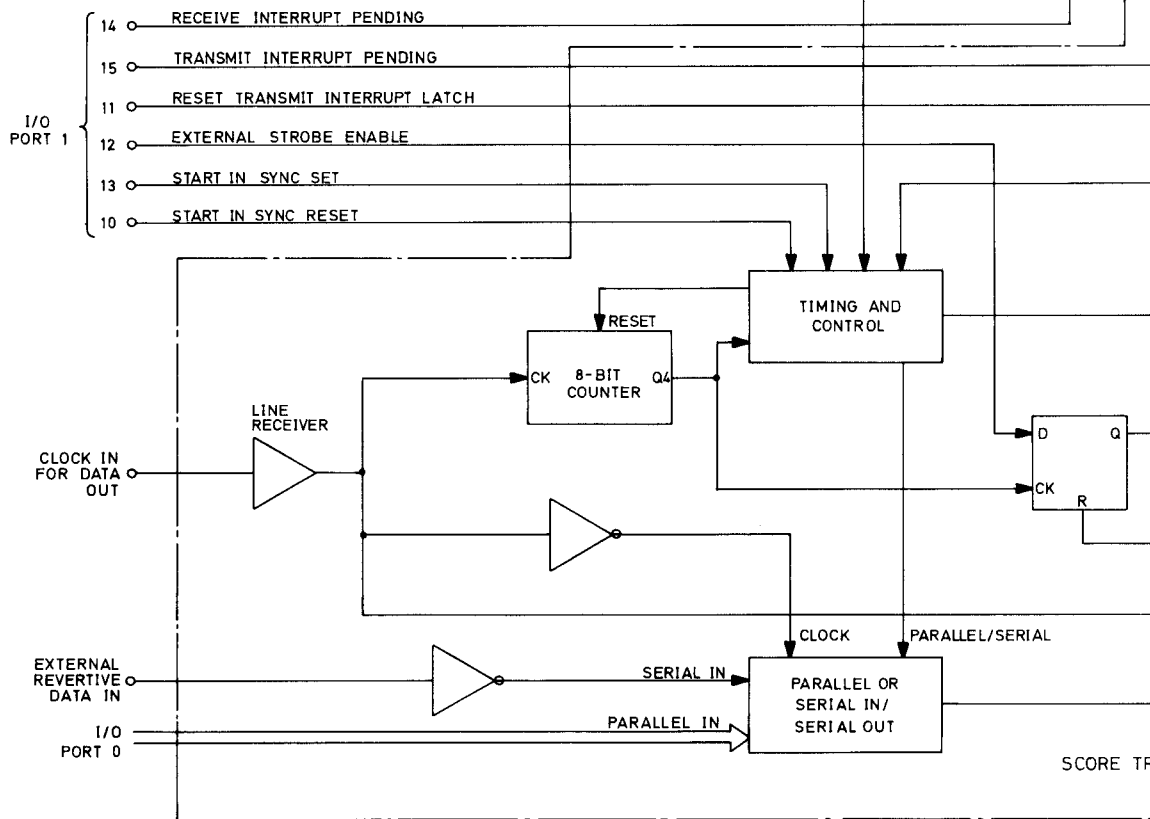 14 RECEIVE INTERRUPT PENDING
15 TRANSMIT INTERRUPT PENDING
11 RESET TRANSMIT INTERRUPT LATCH
I/O
PORT 1
12 EXTERNAL STROBE ENABLE
13 START IN SYNC SET
10 START IN SYNC RESET
TIMING AND
CONTROL
RESET
CK 8-BIT Q4
COUNTER
LINE
RECEIVER
D Q
CLOCK IN
FOR DATA
OUT
CK
R
CLOCK
PARALLEL/SERIAL
EXTERNAL
REVERTIVE
DATA IN
SERIAL IN
PARALLEL OR
SERIAL IN/
SERIAL OUT
I/O
PORT 0
PARALLEL IN
SCORE